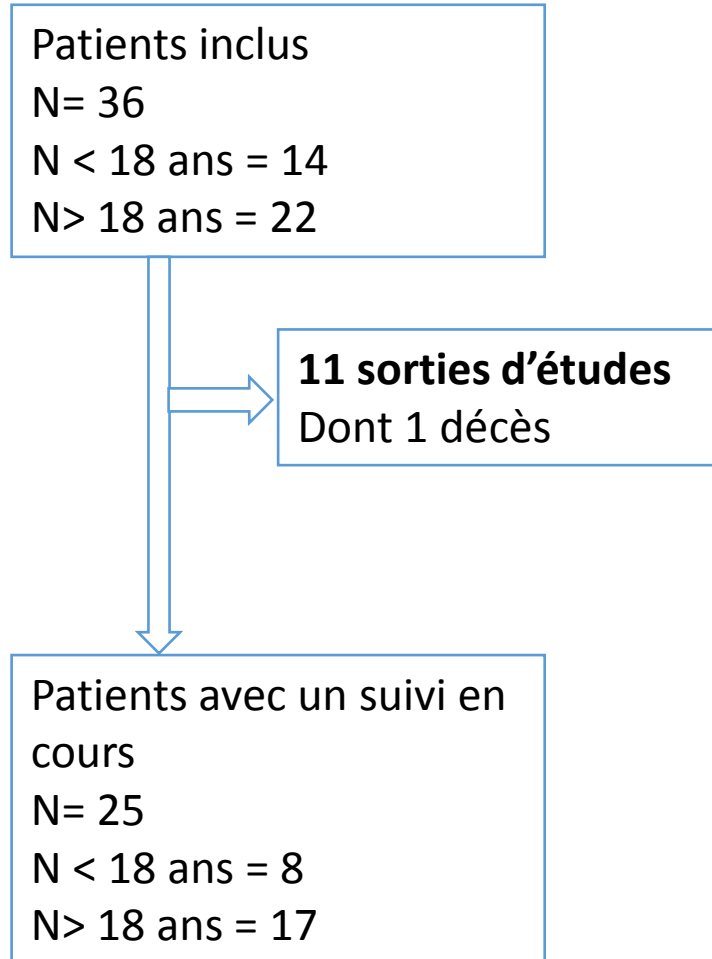 Patients inclus
N= 36
N < 18 ans = 14
N> 18 ans = 22
11 sorties d’études
Dont 1 décès
Patients avec un suivi en
cours
N= 25
N < 18 ans = 8
N> 18 ans = 17